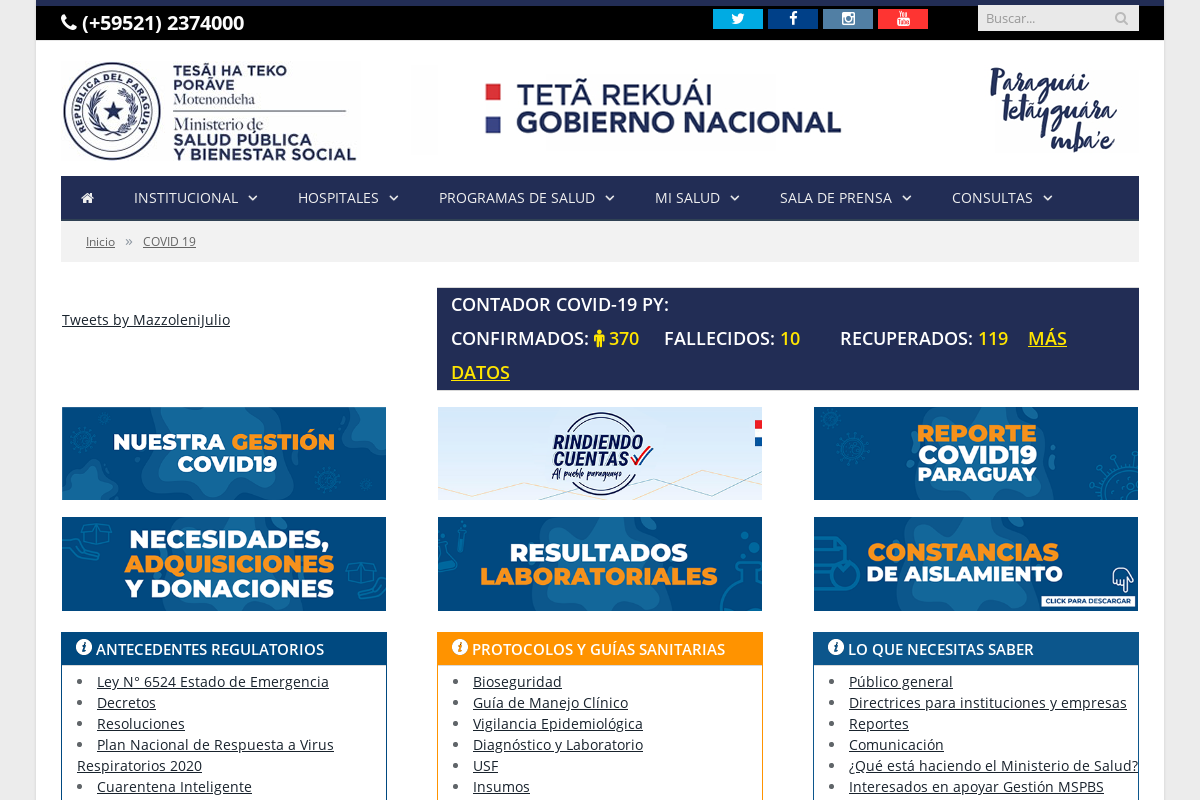 (+59521) 2374000
Buscar...
REPUBLICA DEL PARAGUAY
TESÃI HA TEKO
PORÃVE
Motenondeha
Ministerio de
SALUD PÚBLICA
Y BIENESTAR SOCIAL
TETÃ REKUÁI
GOBIERNO NACIONAL
Paraguái
tetãyguára
mba'e
INSTITUCIONAL HOSPITALES PROGRAMAS DE SALUD MI SALUD SALA DE PRENSA CONSULTAS
Inicio » COVID 19
Tweets by MazzoleniJulio
CONTADOR COVID-19 PY:
CONFIRMADOS: 370 FALLECIDOS: 10 RECUPERADOS: 119 MÁS
DATOS
NUESTRA GESTIÓN
COVID19
RINDIENDO
CUENTAS
Al pueblo paraguayo
REPORTE
COVID19
PARAGUAY
NECESIDADES,
ADQUISICIONES
Y DONACIONES
RESULTADOS
LABORATORIALES
CONSTANCIAS
DE AISLAMIENTO
CLICK PARA DESCARGAR
ANTECEDENTES REGULATORIOS
Ley N° 6524 Estado de Emergencia
Decretos
Resoluciones
Plan Nacional de Respuesta a Virus
Respiratorios 2020
Cuarentena Inteligente
PROTOCOLOS Y GUÍAS SANITARIAS
Bioseguridad
Guía de Manejo Clínico
Vigilancia Epidemiológica
Diagnóstico y Laboratorio
USF
Insumos
LO QUE NECESITAS SABER
Público general
Directrices para instituciones y empresas
Reportes
Comunicación
¿Qué está haciendo el Ministerio de Salud?
Interesados en apoyar Gestión MSPBS